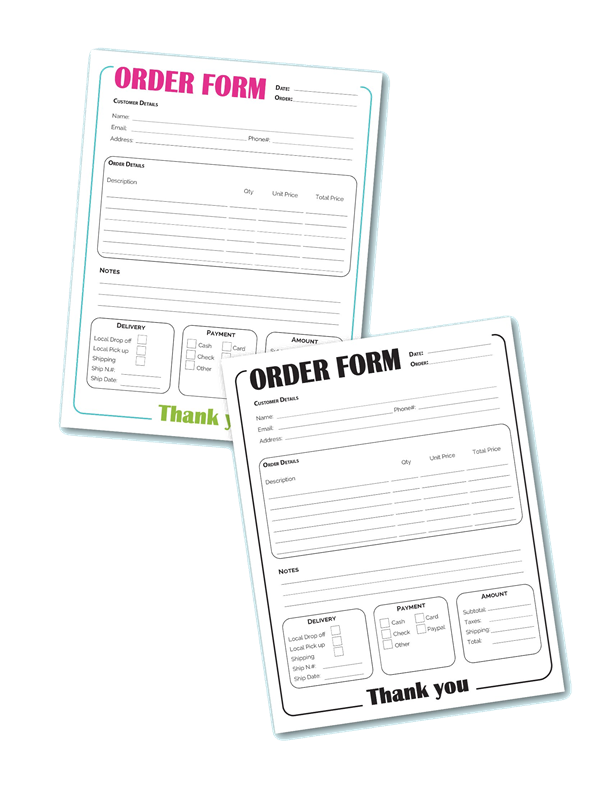 ORDER FORM
DATE:
ORDER:
CUSTOMER DETAILS
Name:
Email: Phone#:
Address:
ORDER DETAILS
Description Qty Unit Price Total Price
NOTES
DELIVERY
Local Drop off
Local Pick up
Shipping
Ship N.#:
Ship Date:
PAYMENT
Cash Card
Check
Other
AMOUNT
Thank
ORDER FORM
DATE:
ORDER:
CUSTOMER DETAILS
Name: Phone#:
Email:
Address:
ORDER DETAILS
Description Qty Unit Price Total Price
NOTES
DELIVERY
Local Drop off
Local Pick up
Shipping
Ship N.#:
Ship Date:
PAYMENT
Cash Card
Check Paypal
Other
AMOUNT
Subtotal:
Taxes:
Shipping
Total:
Thank you